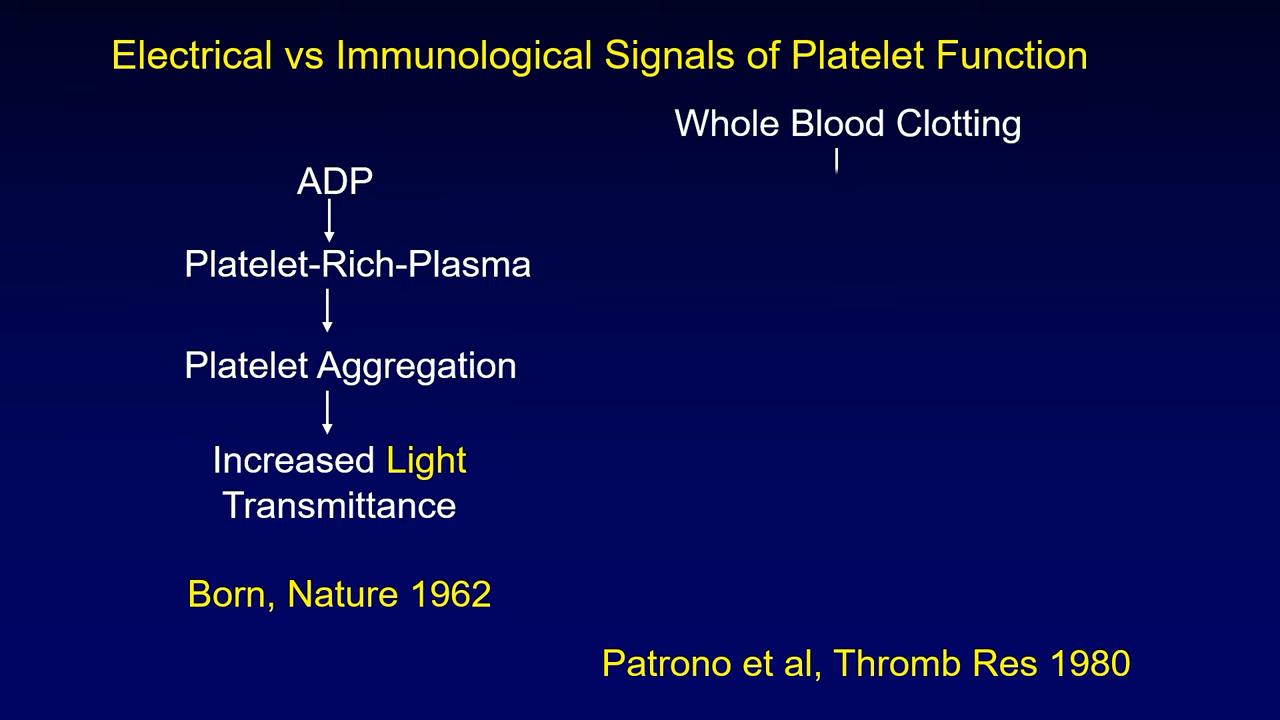 Electrical vs Immunological Signals of Platelet Function
Whole Blood Clotting
ADP
Platelet-Rich-Plasma
Platelet Aggregation
Increased Light
Transmittance
Born, Nature 1962
Patrono et al, Thromb Res 1980